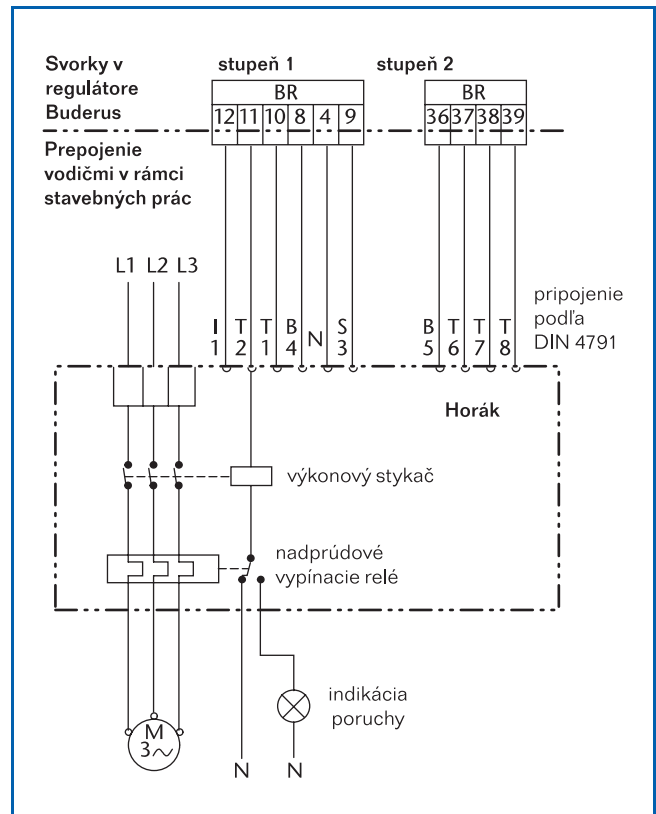 Svorky v
regulátore
Buderus
stupeň 1
stupeň 2
BR
BR
12 11 10 8 4 9
36 37 38 39
Prepojenie
vodičmi v rámci
stavebných prác
L1 L2 L3
I T T B N S
1 2 1 4 3
B T T T
5 6 7 8
pripojenie
podľa
DIN 4791
Horák
výkonový stykač
nadprúdové
vypínacie relé
indikácia
poruchy
M
3~
N N